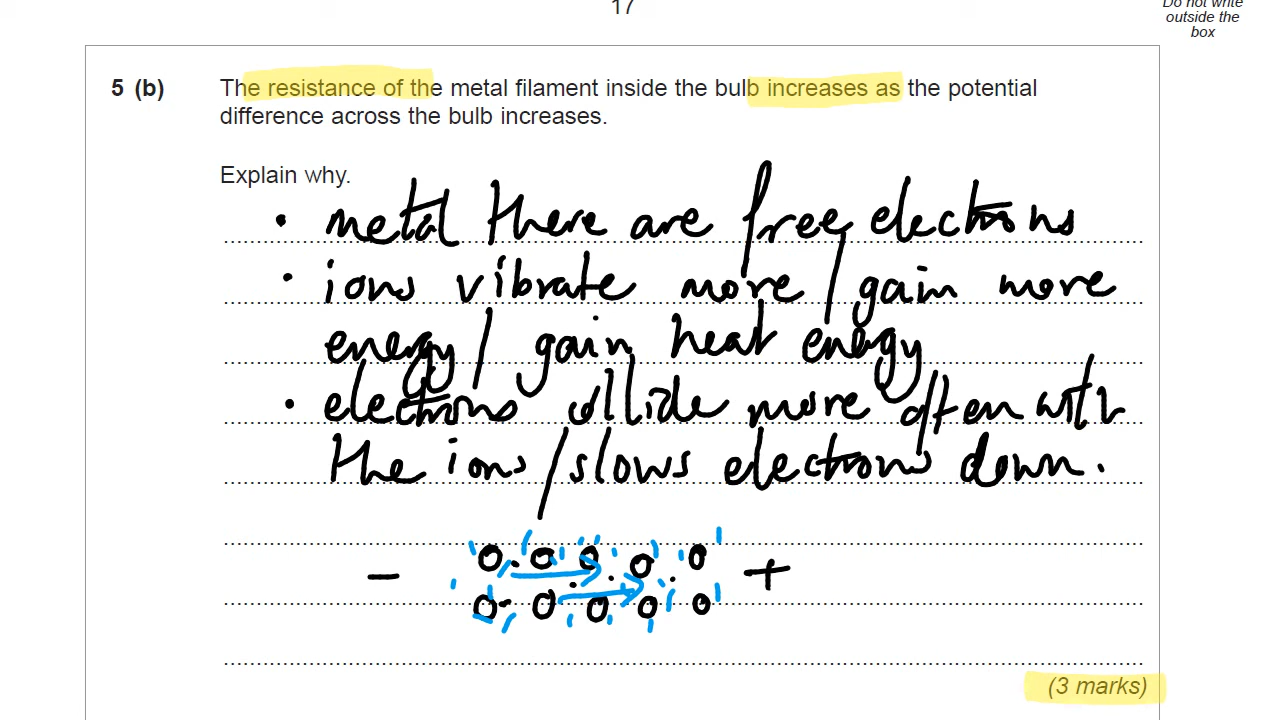 17
Do not write
outside the
box
5 (b) The resistance of the metal filament inside the bulb increases as the potential
difference across the bulb increases.
Explain why.
• metal there are free electrons
• ions vibrate more / gain more
energy / gain heat energy
• electrons collide more often with
the ions / slows electrons down.
− +
(3 marks)